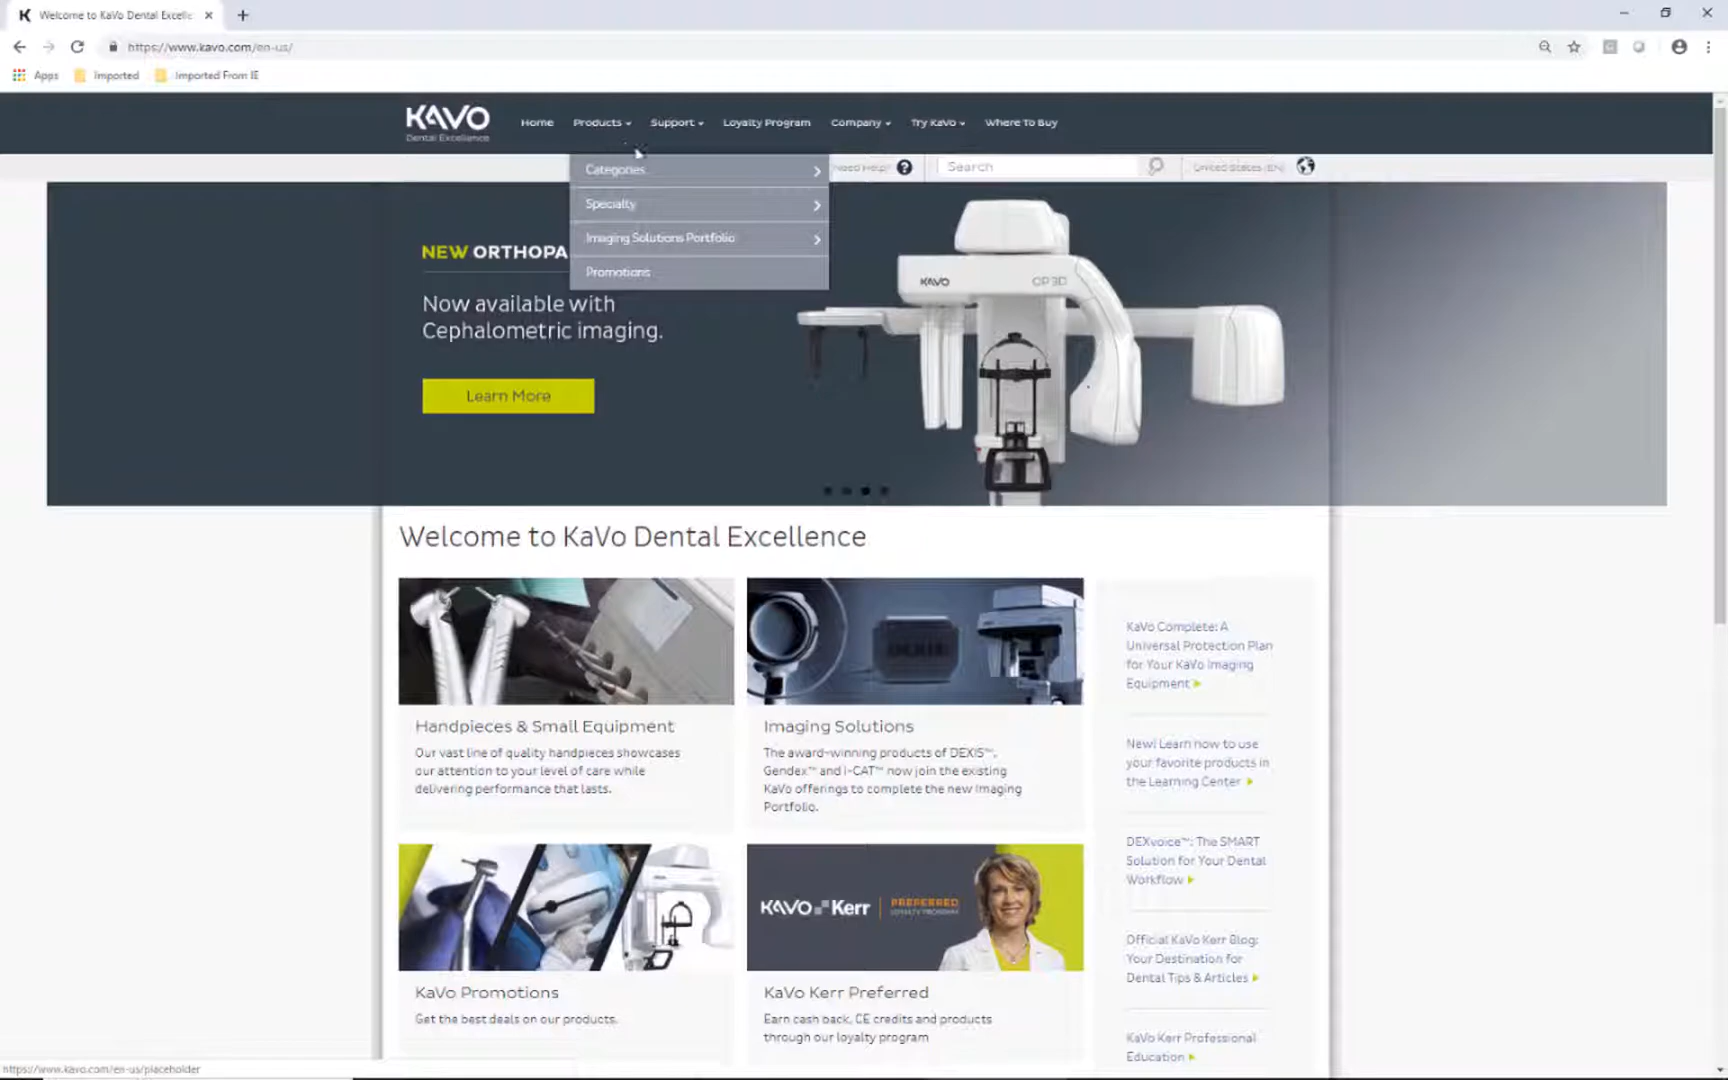 Welcome to KaVo Dental Excelle
https://www.kavo.com/en-us/
Apps Imported Imported From IE
KAVO
Dental Excellence
Home Products Support Loyalty Program Company Try KaVo Where To Buy
Categories
Need Help? Search United States (EN)
Specialty
Imaging Solutions Portfolio
Promotions
NEW ORTHOPA
Now available with
Cephalometric imaging.
Learn More
KAVO OP 3D
Welcome to KaVo Dental Excellence
DEXIS
Handpieces & Small Equipment
Our vast line of quality handpieces showcases
our attention to your level of care while
delivering performance that lasts.
Imaging Solutions
The award-winning products of DEXIS™,
Gendex™ and i-CAT™ now join the existing
KaVo offerings to complete the new Imaging
Portfolio.
KaVo Complete: A
Universal Protection Plan
for Your KaVo Imaging
Equipment
New! Learn how to use
your favorite products in
the Learning Center
DEXvoice™: The SMART
Solution for Your Dental
Workflow
Official KaVo Kerr Blog:
Your Destination for
Dental Tips & Articles
KaVo Kerr Professional
Education
KaVo Promotions
Get the best deals on our products.
KAVO Kerr PREFERRED
LOYALTY PROGRAM
KaVo Kerr Preferred
Earn cash back, CE credits and products
through our loyalty program
https://www.kavo.com/en-us/placeholder